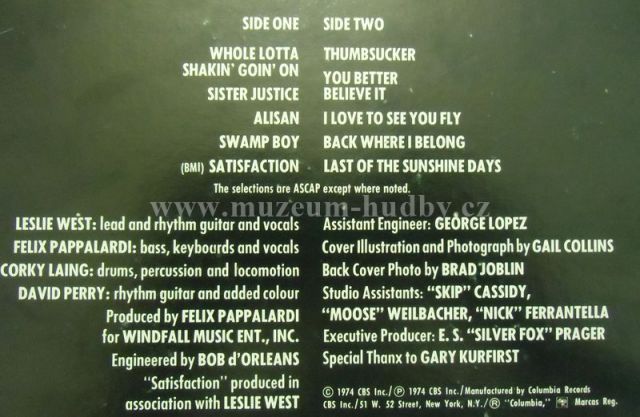 SIDE ONE
WHOLE LOTTA
SHAKIN' GOIN' ON
SISTER JUSTICE
ALISAN
SWAMP BOY
(BMI) SATISFACTION
SIDE TWO
THUMBSUCKER
YOU BETTER
BELIEVE IT
I LOVE TO SEE YOU FLY
BACK WHERE I BELONG
LAST OF THE SUNSHINE DAYS
The selections are ASCAP except where noted.
www.muzeum-hudby.cz
LESLIE WEST: lead and rhythm guitar and vocals
FELIX PAPPALARDI: bass, keyboards and vocals
CORKY LAING: drums, percussion and locomotion
DAVID PERRY: rhythm guitar and added colour
Produced by FELIX PAPPALARDI
for WINDFALL MUSIC ENT., INC.
Engineered by BOB d'ORLEANS
"Satisfaction" produced in
association with LESLIE WEST
Assistant Engineer: GEORGE LOPEZ
Cover Illustration and Photograph by GAIL COLLINS
Back Cover Photo by BRAD JOBLIN
Studio Assistants: "SKIP" CASSIDY,
"MOOSE" WEILBACHER, "NICK" FERRANTELLA
Executive Producer: E. S. "SILVER FOX" PRAGER
Special Thanx to GARY KURFIRST
© 1974 CBS Inc./℗ 1974 CBS Inc./Manufactured by Columbia Records
CBS Inc./51 W. 52 Street, New York, N.Y./® "Columbia," Marcas Reg.